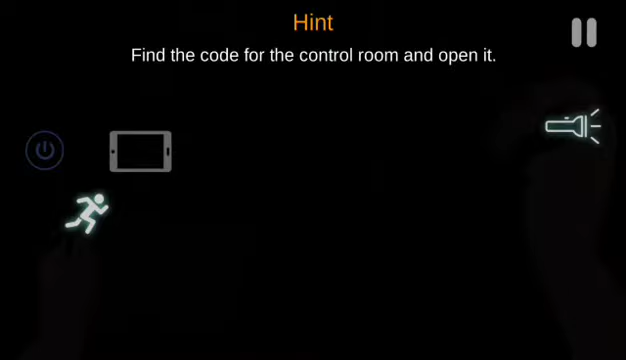 Hint
Find the code for the control room and open it.